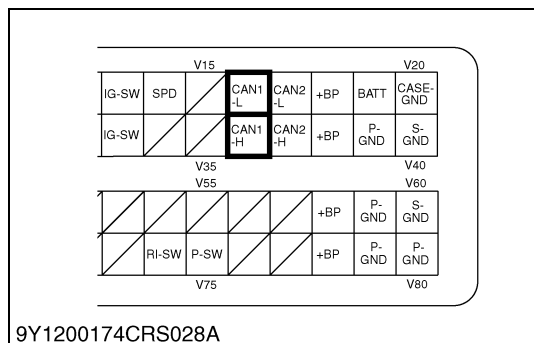 V15 V20
IG-SW SPD CAN1 CAN2 +BP BATT CASE-
-L -L GND
IG-SW CAN1 CAN2 +BP P- S-
-H -H GND GND
V35 V40
V55 V60
+BP P- S-
GND GND
RI-SW P-SW +BP P- P-
GND GND
V75 V80
9Y1200174CRS028A